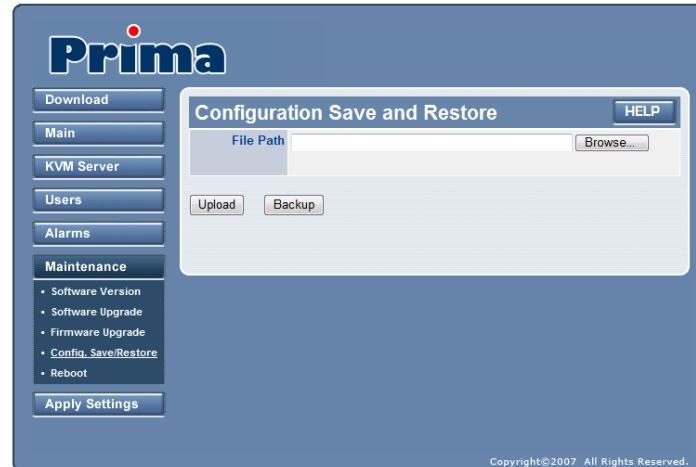 Prima
Download
Main
KVM Server
Users
Alarms
Maintenance
• Software Version
• Software Upgrade
• Firmware Upgrade
• Config. Save/Restore
• Reboot
Apply Settings
Configuration Save and Restore
HELP
File Path
Browse...
Upload
Backup
Copyright©2007 All Rights Reserved.